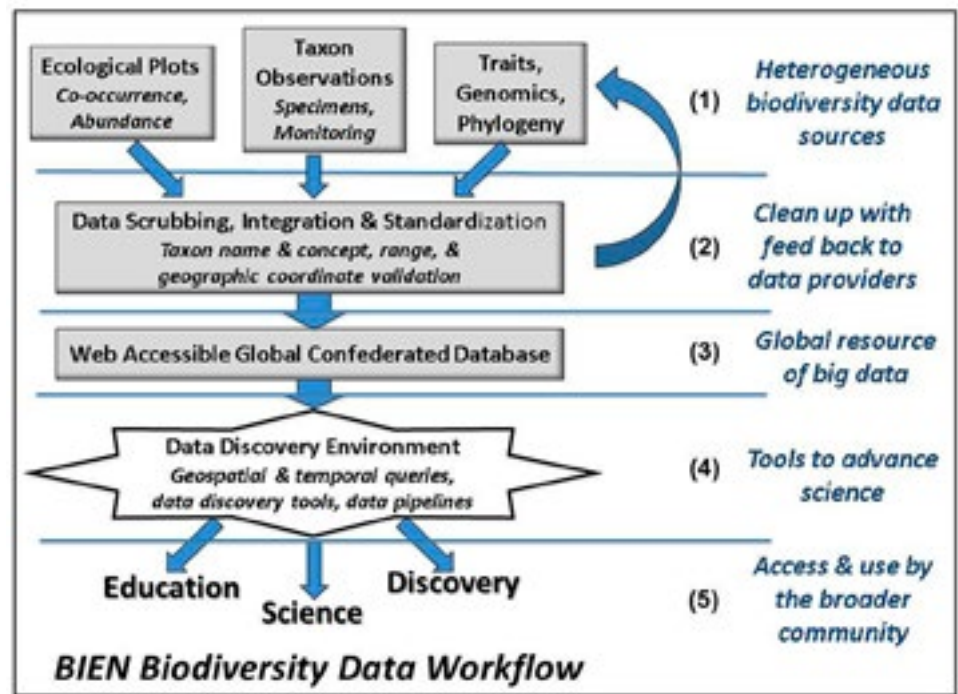 Ecological Plots
Co-occurrence,
Abundance
Taxon
Observations
Specimens,
Monitoring
Traits,
Genomics,
Phylogeny
(1)
Heterogeneous
biodiversity data
sources
Data Scrubbing, Integration & Standardization
Taxon name & concept, range, &
geographic coordinate validation
(2)
Clean up with
feed back to
data providers
Web Accessible Global Confederated Database
(3)
Global resource
of big data
Data Discovery Environment
Geospatial & temporal queries,
data discovery tools, data pipelines
(4)
Tools to advance
science
Education
Science
Discovery
(5)
Access & use by
the broader
community
BIEN Biodiversity Data Workflow